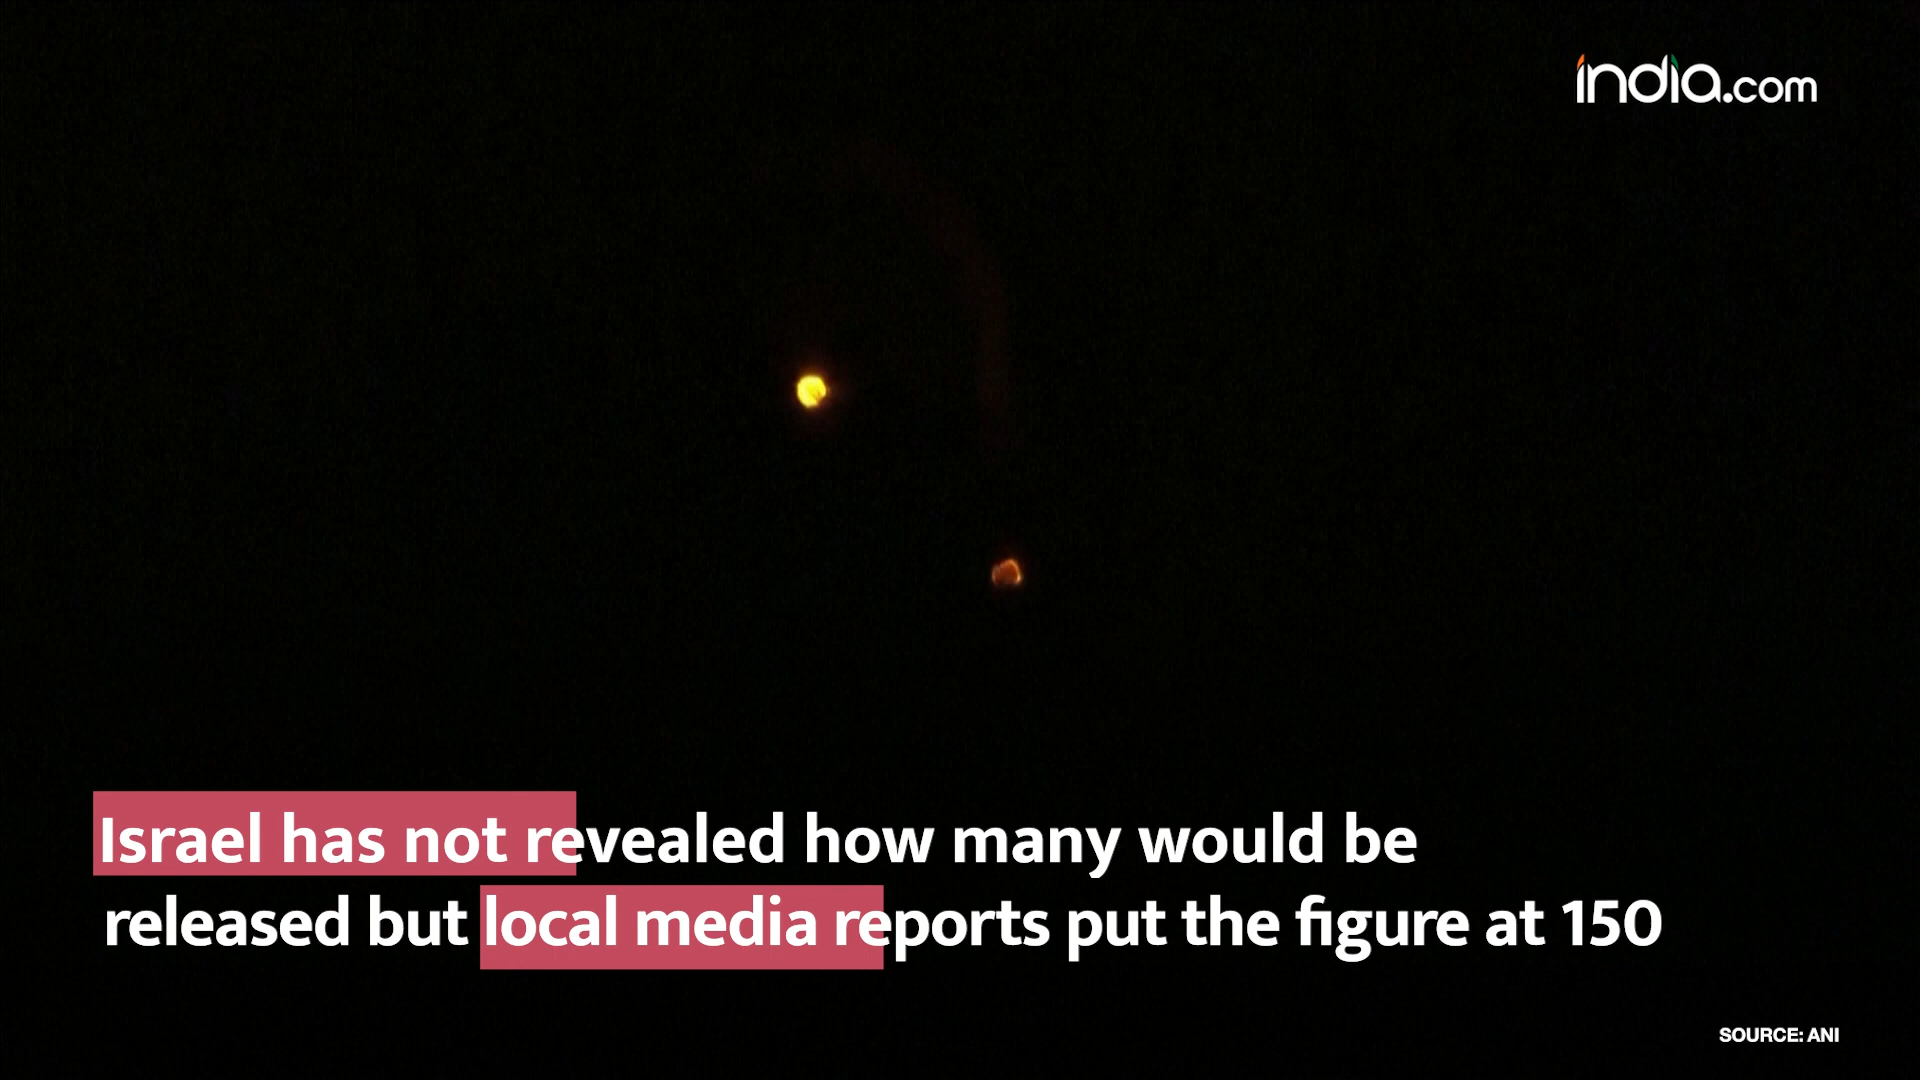 india.com
Israel has not revealed how many would be
released but local media reports put the figure at 150
SOURCE: ANI